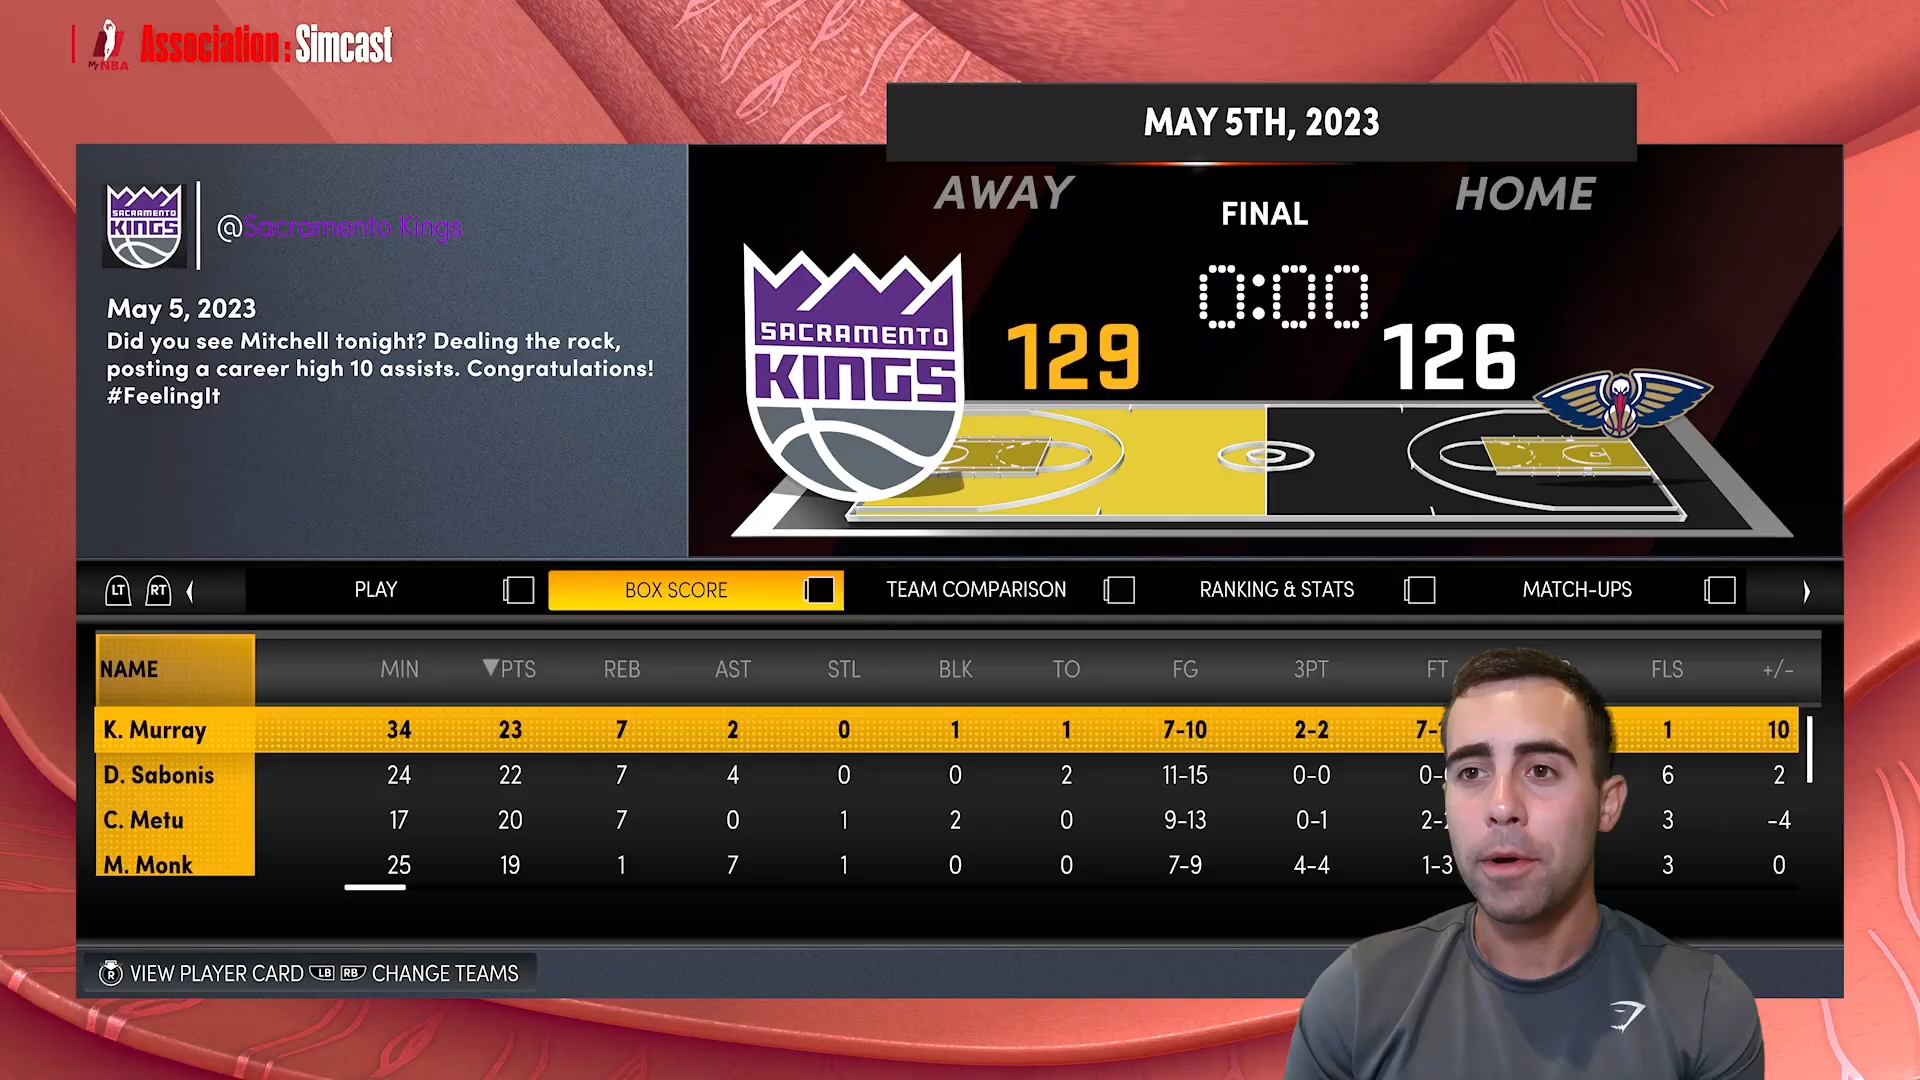 MyNBA
Association : Simcast
MAY 5TH, 2023
SACRAMENTO
KINGS
@Sacramento Kings
May 5, 2023
Did you see Mitchell tonight? Dealing the rock,
posting a career high 10 assists. Congratulations!
#FeelingIt
AWAY
HOME
FINAL
0:00
SACRAMENTO
KINGS
129
126
LT RT PLAY BOX SCORE TEAM COMPARISON RANKING & STATS MATCH-UPS
NAME MIN PTS REB AST STL BLK TO FG 3PT FT FLS +/-
K. Murray 34 23 7 2 0 1 1 7-10 2-2 7- 1 10
D. Sabonis 24 22 7 4 0 0 2 11-15 0-0 0- 6 2
C. Metu 17 20 7 0 1 2 0 9-13 0-1 2- 3 -4
M. Monk 25 19 1 7 1 0 0 7-9 4-4 1-3 3 0
R VIEW PLAYER CARD LB RB CHANGE TEAMS